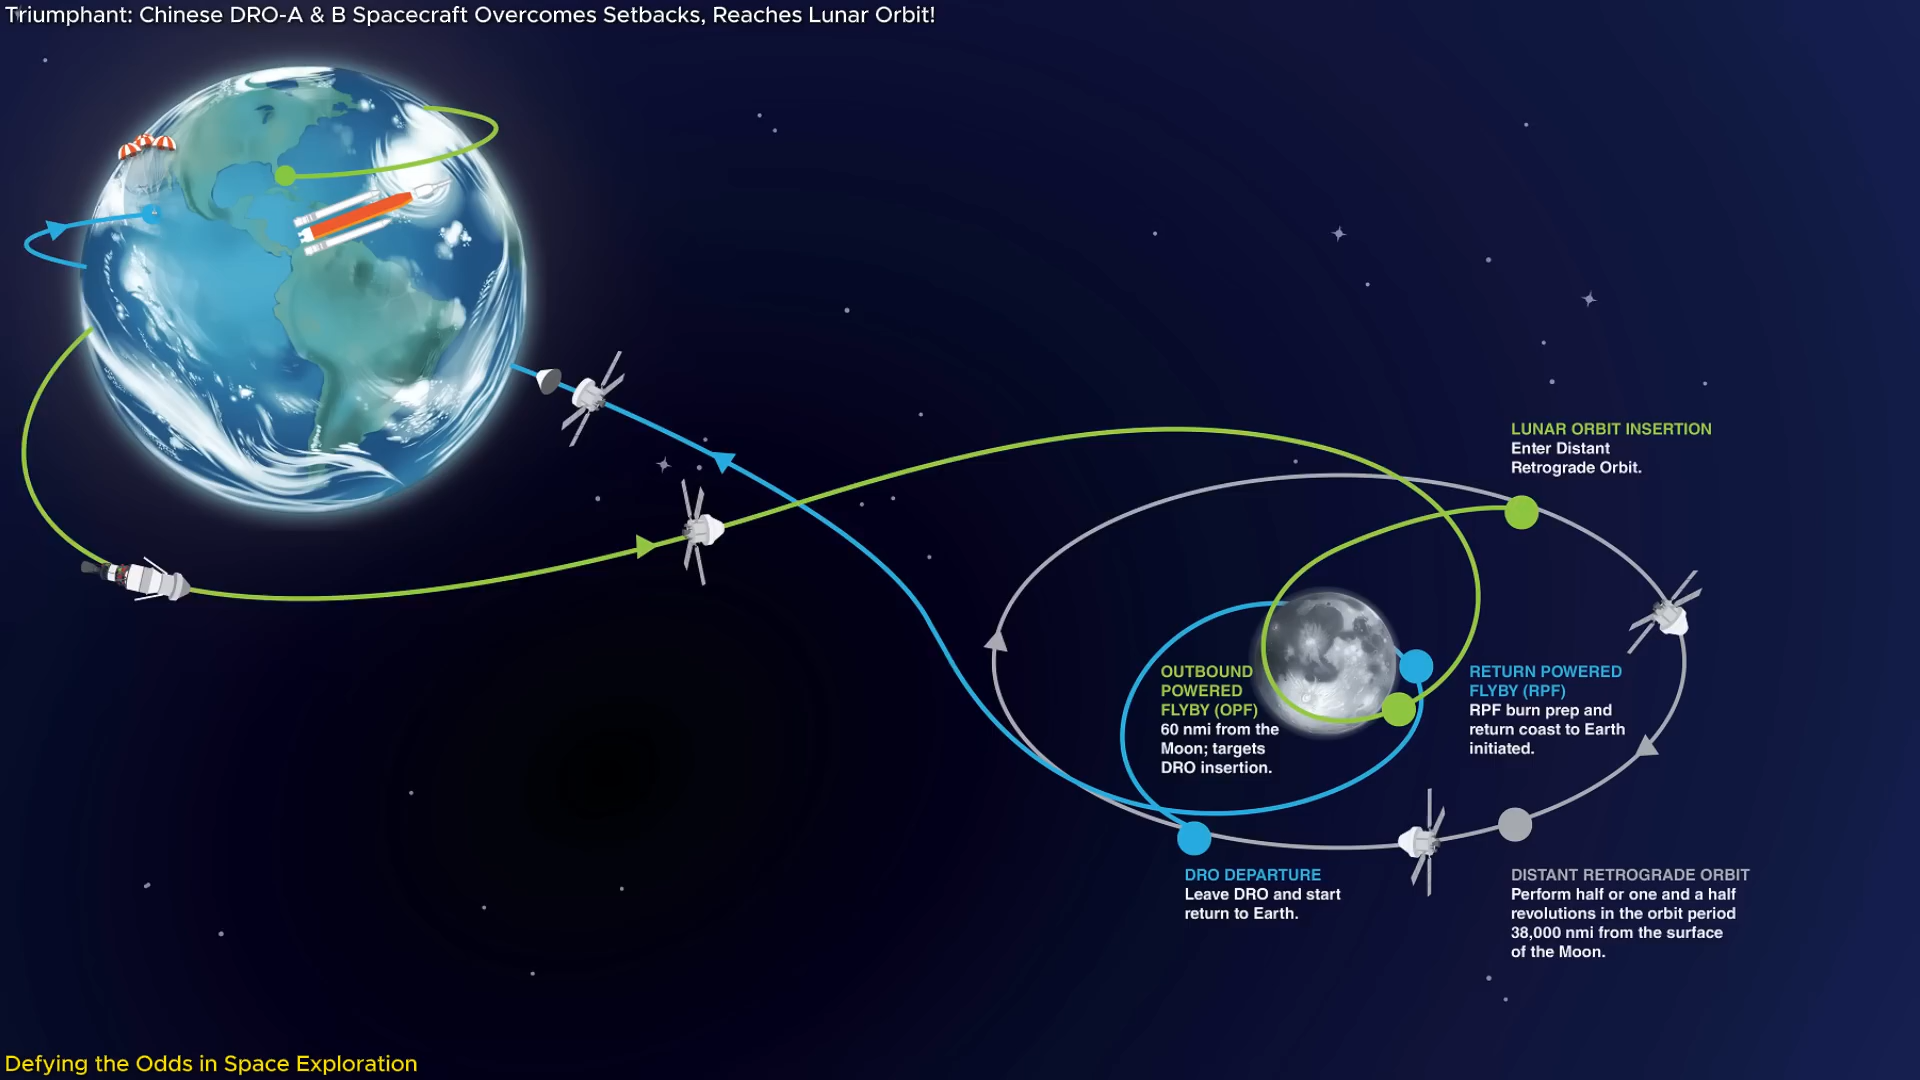 Triumphant: Chinese DRO-A & B Spacecraft Overcomes Setbacks, Reaches Lunar Orbit!
LUNAR ORBIT INSERTION
Enter Distant
Retrograde Orbit.
OUTBOUND
POWERED
FLYBY (OPF)
60 nmi from the
Moon; targets
DRO insertion.
RETURN POWERED
FLYBY (RPF)
RPF burn prep and
return coast to Earth
initiated.
DRO DEPARTURE
Leave DRO and start
return to Earth.
DISTANT RETROGRADE ORBIT
Perform half or one and a half
revolutions in the orbit period
38,000 nmi from the surface
of the Moon.
Defying the Odds in Space Exploration